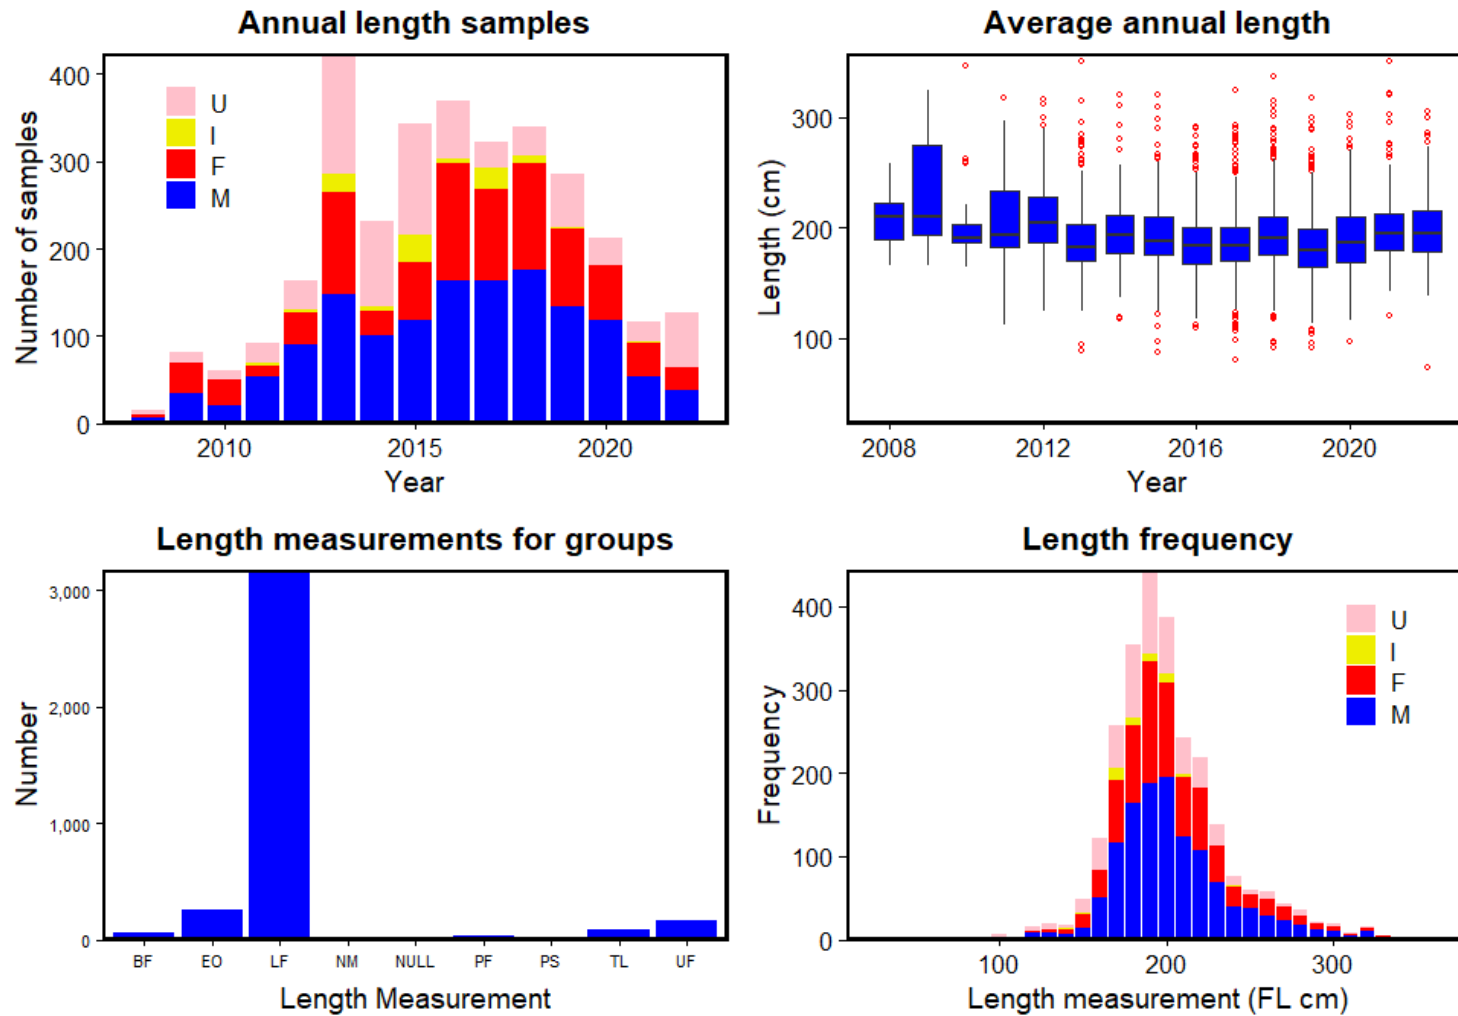 Annual length samples
Number of samples
400
300
200
100
0
U
I
F
M
2010
2015
2020
Year
Average annual length
Length (cm)
300
200
100
2008
2012
2016
2020
Year
Length measurements for groups
Number
3,000
2,000
1,000
0
BF
EO
LF
NM
NULL
PF
PS
TL
UF
Length Measurement
Length frequency
Frequency
400
300
200
100
0
U
I
F
M
100
200
300
Length measurement (FL cm)